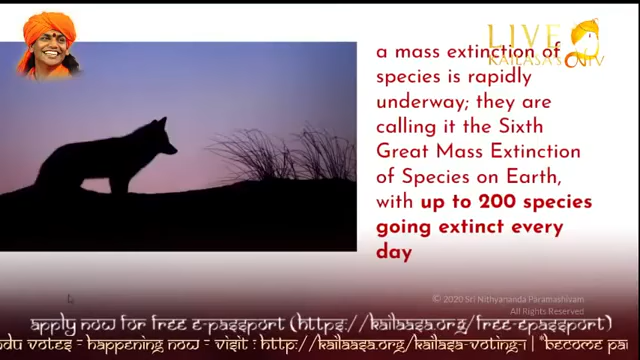 LIVE
KAILASA'S TV
a mass extinction of
species is rapidly
underway; they are
calling it the Sixth
Great Mass Extinction
of Species on Earth,
with up to 200 species
going extinct every
day
© 2020 Sri Nithyananda Paramashivam
All Rights Reserved
apply now for free e-passport (https://kailaasa.org/free-epassport)
du votes = happening now = visit : http://kailaasa.org/kailasa-voting-1 | "become pai